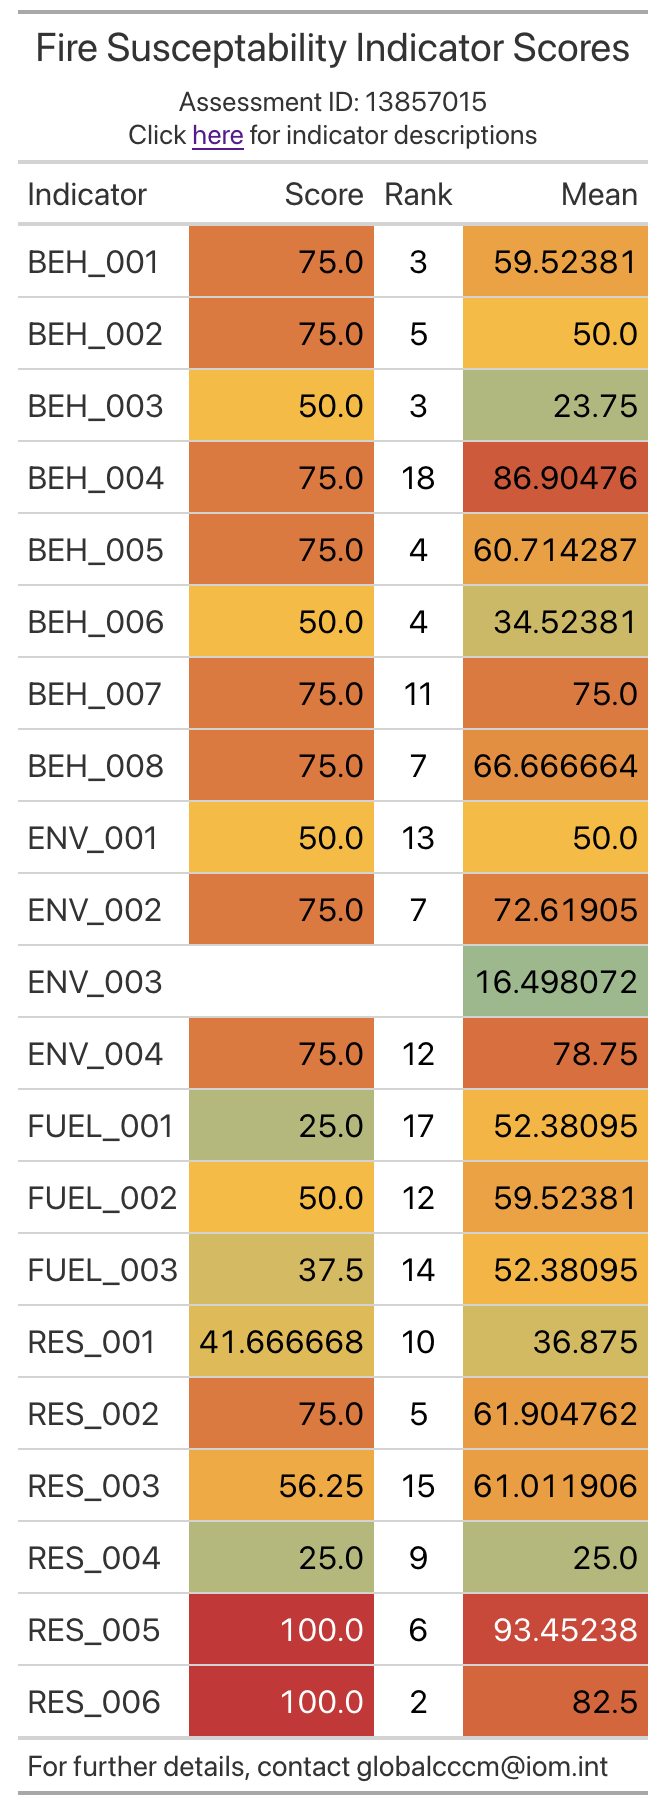 Fire Susceptability Indicator Scores
Assessment ID: 13857015
Click here for indicator descriptions
Indicator Score Rank Mean
BEH_001 75.0 3 59.52381
BEH_002 75.0 5 50.0
BEH_003 50.0 3 23.75
BEH_004 75.0 18 86.90476
BEH_005 75.0 4 60.714287
BEH_006 50.0 4 34.52381
BEH_007 75.0 11 75.0
BEH_008 75.0 7 66.666664
ENV_001 50.0 13 50.0
ENV_002 75.0 7 72.61905
ENV_003 16.498072
ENV_004 75.0 12 78.75
FUEL_001 25.0 17 52.38095
FUEL_002 50.0 12 59.52381
FUEL_003 37.5 14 52.38095
RES_001 41.666668 10 36.875
RES_002 75.0 5 61.904762
RES_003 56.25 15 61.011906
RES_004 25.0 9 25.0
RES_005 100.0 6 93.45238
RES_006 100.0 2 82.5
For further details, contact globalcccm@iom.int